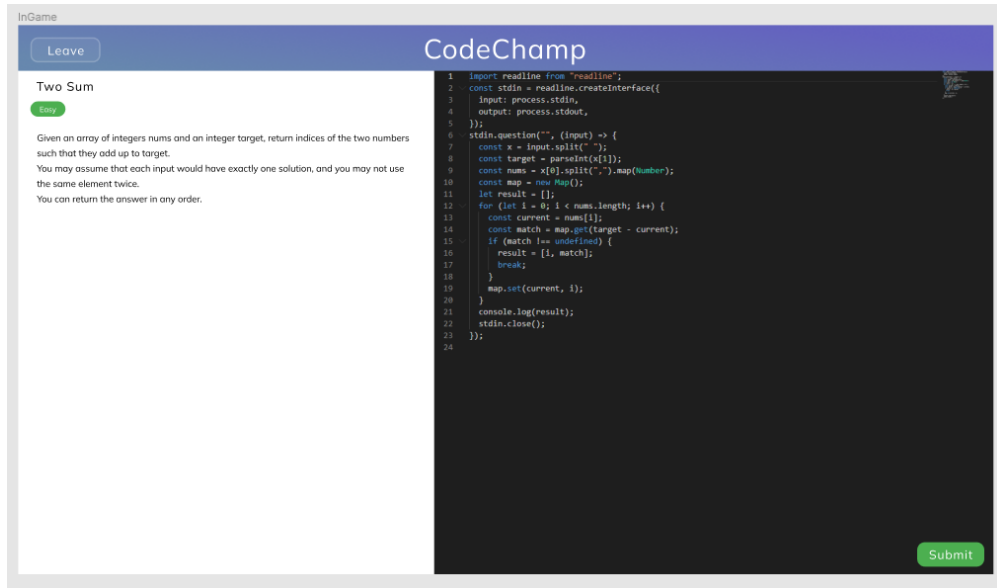 InGame
Leave
CodeChamp
Two Sum
Easy
Given an array of integers nums and an integer target, return indices of the two numbers
such that they add up to target.
You may assume that each input would have exactly one solution, and you may not use
the same element twice.
You can return the answer in any order.
1 import readline from "readline";
2 const stdin = readline.createInterface({
3   input: process.stdin,
4   output: process.stdout,
5 });
6 stdin.question("", (input) => {
7   const x = input.split(" ");
8   const target = parseInt(x[1]);
9   const nums = x[0].split(",").map(Number);
10   const map = new Map();
11   let result = [];
12   for (let i = 0; i < nums.length; i++) {
13     const current = nums[i];
14     const match = map.get(target - current);
15     if (match !== undefined) {
16       result = [i, match];
17       break;
18     }
19     map.set(current, i);
20   }
21   console.log(result);
22   stdin.close();
23 });
24
Submit